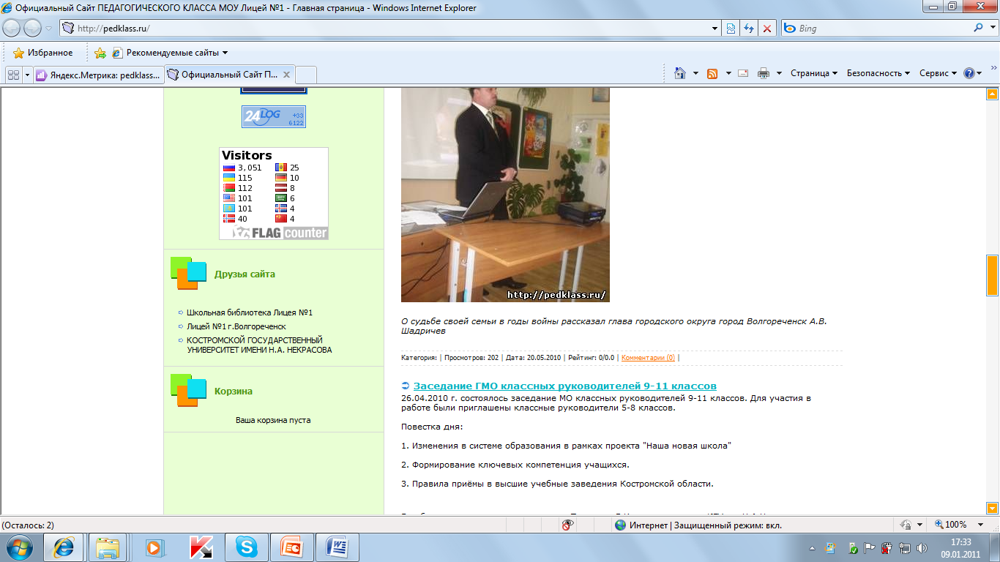 Официальный Сайт ПЕДАГОГИЧЕСКОГО КЛАССА МОУ Лицей №1 - Главная страница - Windows Internet Explorer
http://pedklass.ru/
Bing
Избранное
Рекомендуемые сайты
Яндекс.Метрика: pedklass...
Официальный Сайт П...
Страница
Безопасность
Сервис
24LOG +33
6122
Visitors
3,051 25
115 10
112 8
101 6
101 4
40 4
FLAG counter
Друзья сайта
Школьная библиотека Лицея №1
Лицей №1 г.Волгореченск
КОСТРОМСКОЙ ГОСУДАРСТВЕННЫЙ
УНИВЕРСИТЕТ ИМЕНИ Н.А. НЕКРАСОВА
Корзина
Ваша корзина пуста
http://pedklass.ru/
О судьбе своей семьи в годы войны рассказал глава городского округа город Волгореченск А.В.
Шадричев
Категория: | Просмотров: 202 | Дата: 20.05.2010 | Рейтинг: 0/0.0 | Комментарии (0) |
Заседание ГМО классных руководителей 9-11 классов
26.04.2010 г. состоялось заседание МО классных руководителей 9-11 классов. Для участия в
работе были приглашены классные руководители 5-8 классов.
Повестка дня:
1. Изменения в системе образования в рамках проекта "Наша новая школа"
2. Формирование ключевых компетенция учащихся.
3. Правила приёмы в высшие учебные заведения Костромской области.
(Осталось: 2)
Интернет | Защищенный режим: вкл.
100%
17:33
09.01.2011